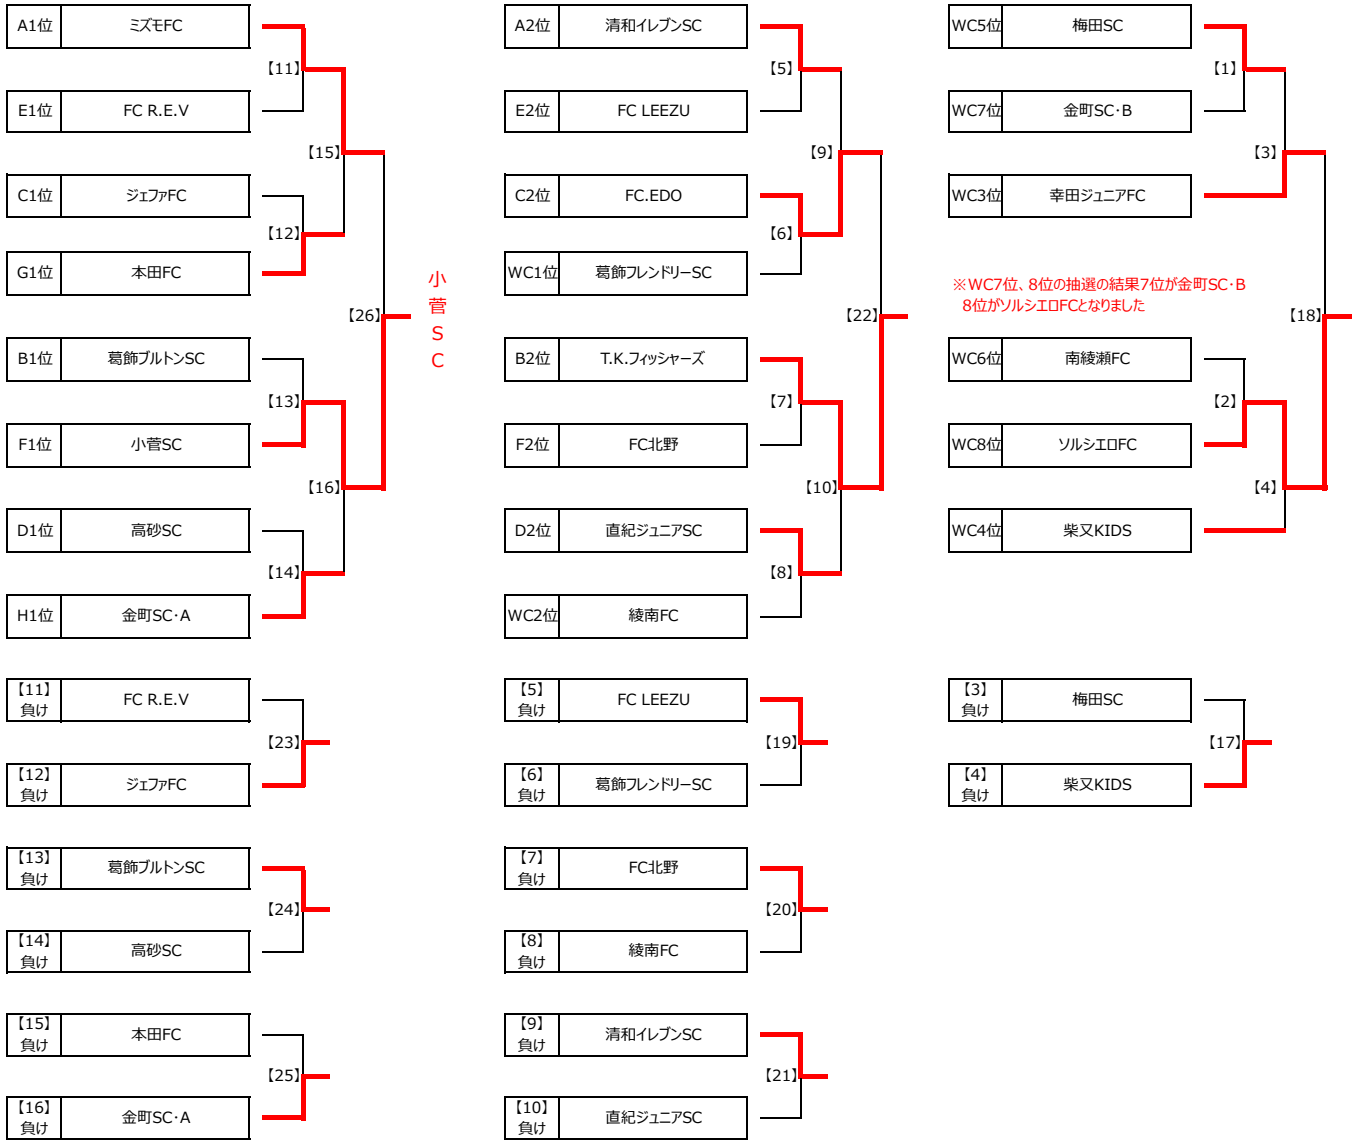 A1位 ミズモFC
【11】
E1位 FC R.E.V
【15】
C1位 ジェファFC
【12】
G1位 本田FC
【26】
小菅SC
B1位 葛飾ブルトンSC
【13】
F1位 小菅SC
【16】
D1位 高砂SC
【14】
H1位 金町SC・A
A2位 清和イレブンSC
【5】
E2位 FC LEEZU
【9】
C2位 FC.EDO
【6】
WC1位 葛飾フレンドリーSC
【22】
B2位 T.K.フィッシャーズ
【7】
F2位 FC北野
【10】
D2位 直紀ジュニアSC
【8】
WC2位 綾南FC
WC5位 梅田SC
【1】
WC7位 金町SC・B
【3】
WC3位 幸田ジュニアFC
※WC7位、8位の抽選の結果7位が金町SC・B
8位がソルシエロFCとなりました
【18】
WC6位 南綾瀬FC
【2】
WC8位 ソルシエロFC
【4】
WC4位 柴又KIDS
【11】
負け FC R.E.V
【23】
【12】
負け ジェファFC
【13】
負け 葛飾ブルトンSC
【24】
【14】
負け 高砂SC
【15】
負け 本田FC
【25】
【16】
負け 金町SC・A
【5】
負け FC LEEZU
【19】
【6】
負け 葛飾フレンドリーSC
【7】
負け FC北野
【20】
【8】
負け 綾南FC
【9】
負け 清和イレブンSC
【21】
【10】
負け 直紀ジュニアSC
【3】
負け 梅田SC
【17】
【4】
負け 柴又KIDS